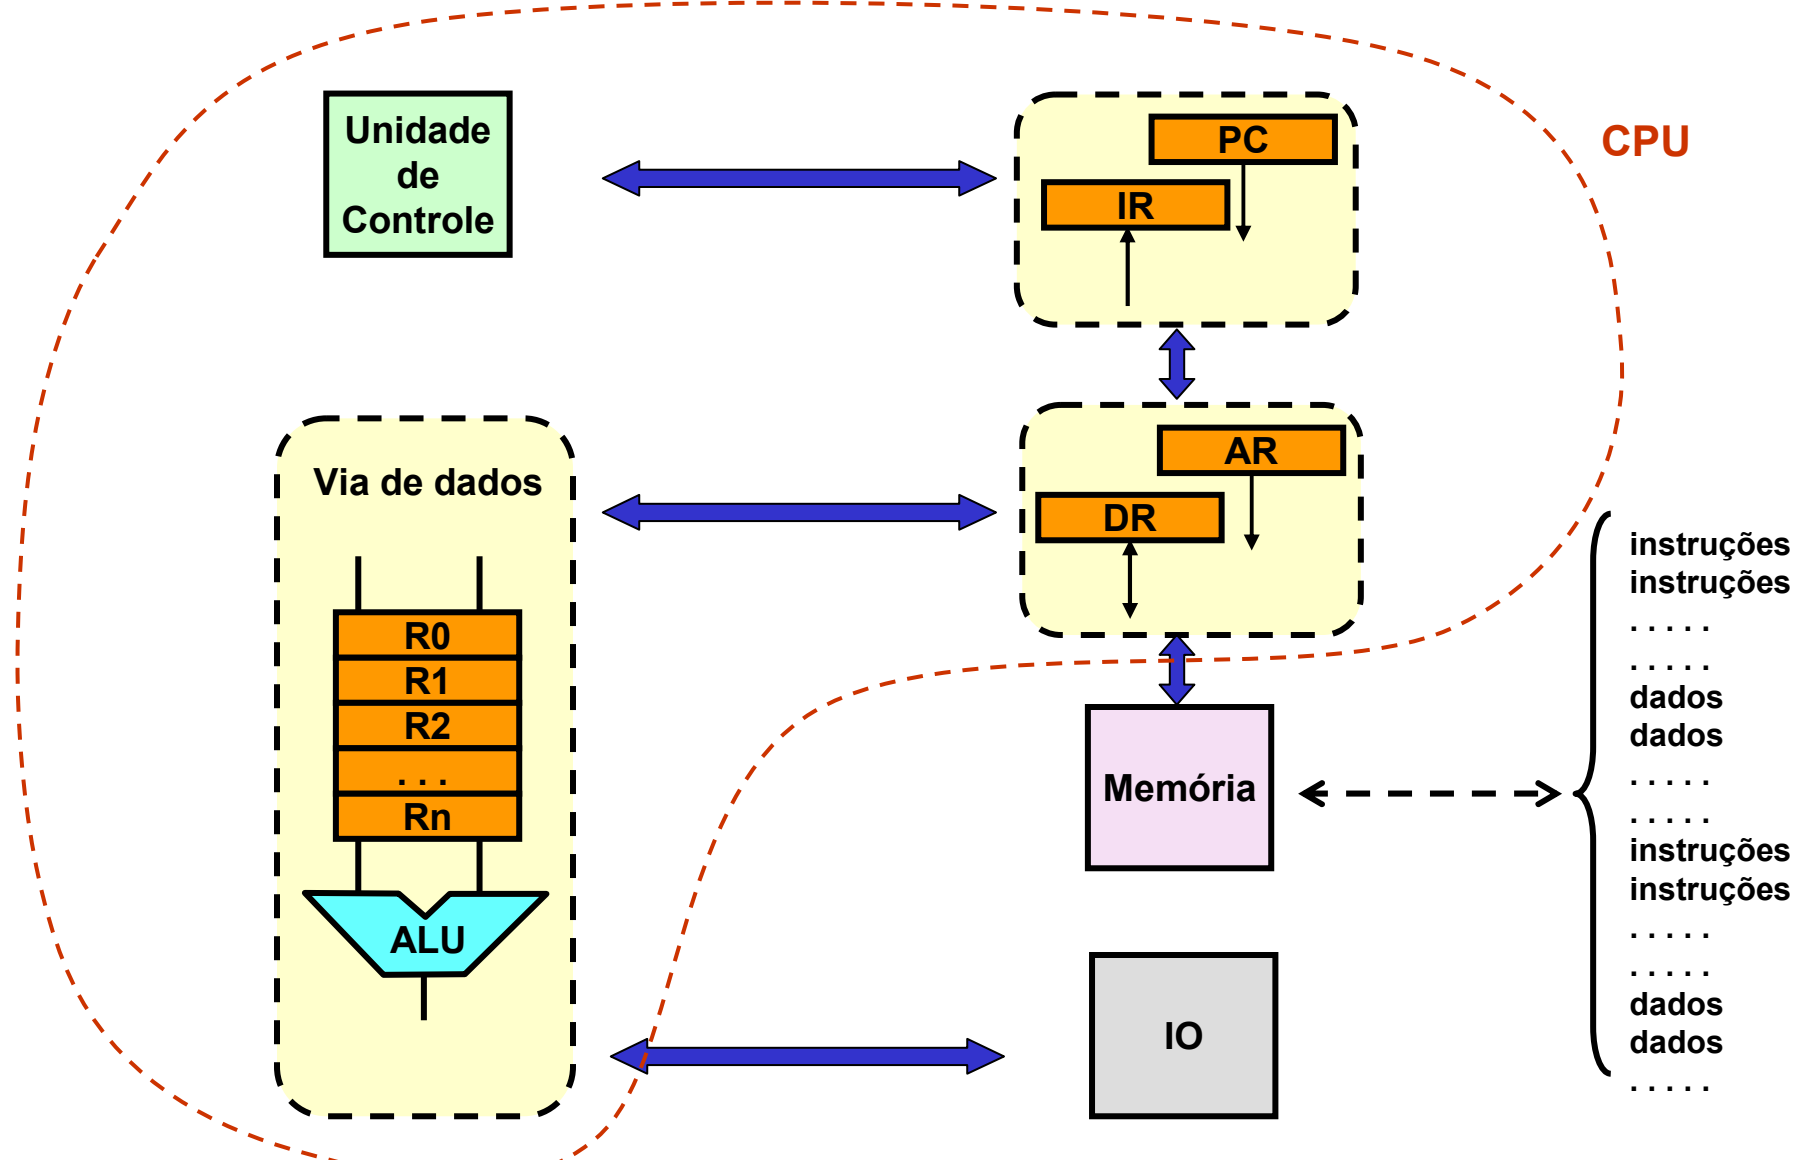 Unidade
de
Controle
PC
IR
CPU
Via de dados
R0
R1
R2
. . .
Rn
ALU
AR
DR
Memória
IO
instruções
instruções
. . . . .
. . . . .
dados
dados
. . . . .
. . . . .
instruções
instruções
. . . . .
. . . . .
dados
dados
. . . . .